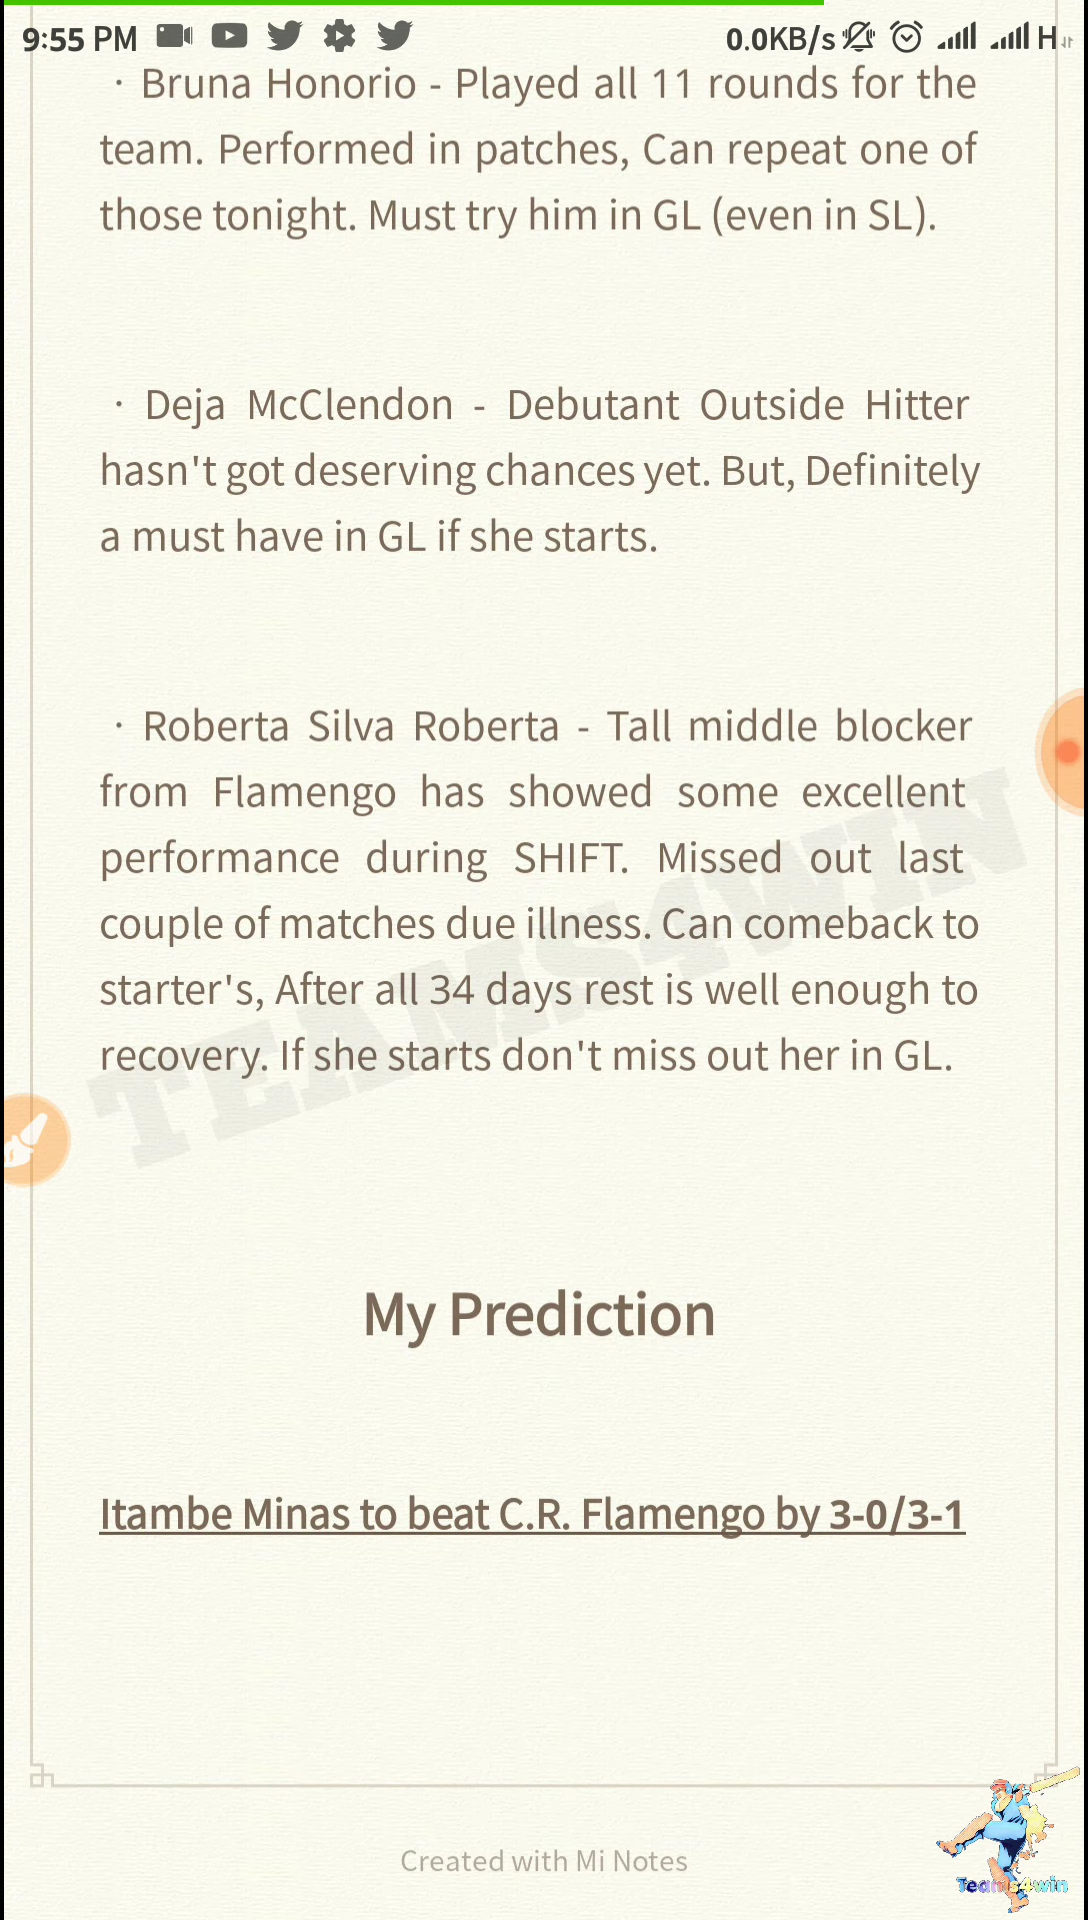 9:55 PM 0.0KB/s H
· Bruna Honorio - Played all 11 rounds for the
team. Performed in patches, Can repeat one of
those tonight. Must try him in GL (even in SL).
· Deja McClendon - Debutant Outside Hitter
hasn't got deserving chances yet. But, Definitely
a must have in GL if she starts.
· Roberta Silva Roberta - Tall middle blocker
from Flamengo has showed some excellent
performance during SHIFT. Missed out last
couple of matches due illness. Can comeback to
starter's, After all 34 days rest is well enough to
recovery. If she starts don't miss out her in GL.
TEAMS4WIN
My Prediction
Itambe Minas to beat C.R. Flamengo by 3-0/3-1
Created with Mi Notes
Teams4win